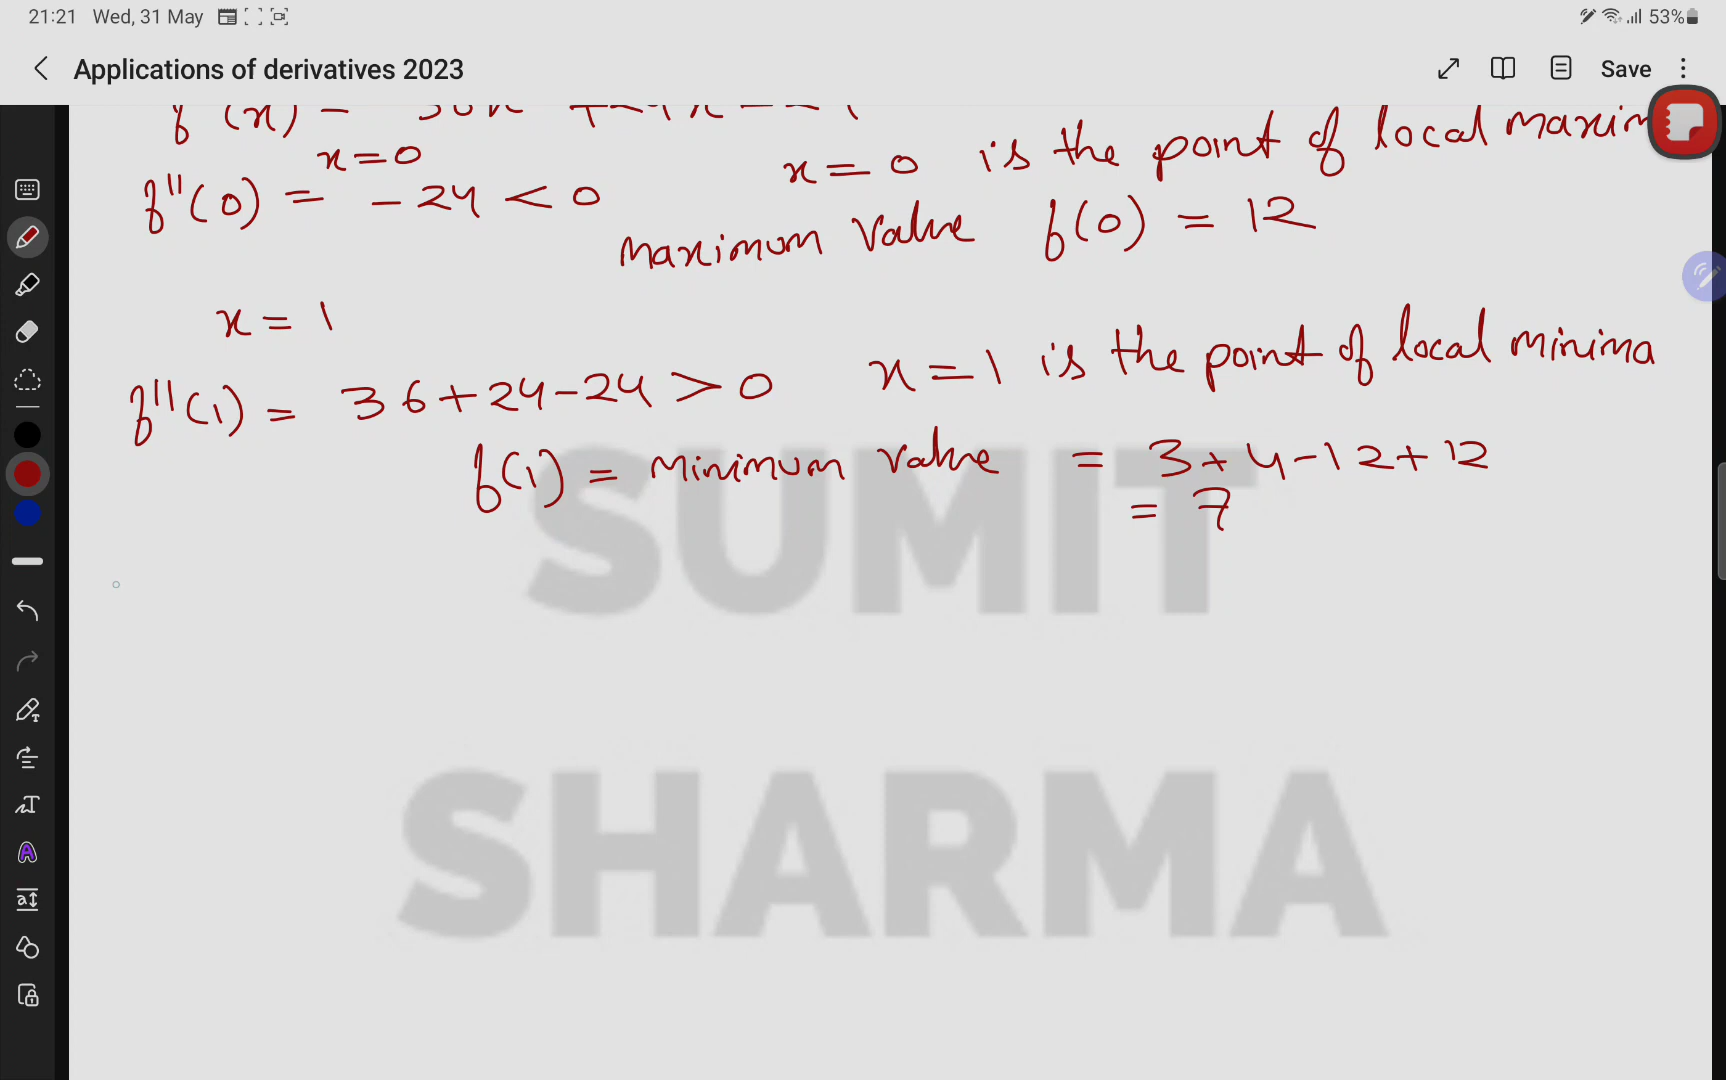 21:21 Wed, 31 May 53%
Applications of derivatives 2023 Save
x=0
x=0 is the point of local maxim
f''(0) = -24 < 0
maximum value f(0) = 12
x = 1
f''(1) = 36+24-24 > 0 x=1 is the point of local minima
f(1) = minimum value = 3+4-12+12
= 7
SUMIT
SHARMA